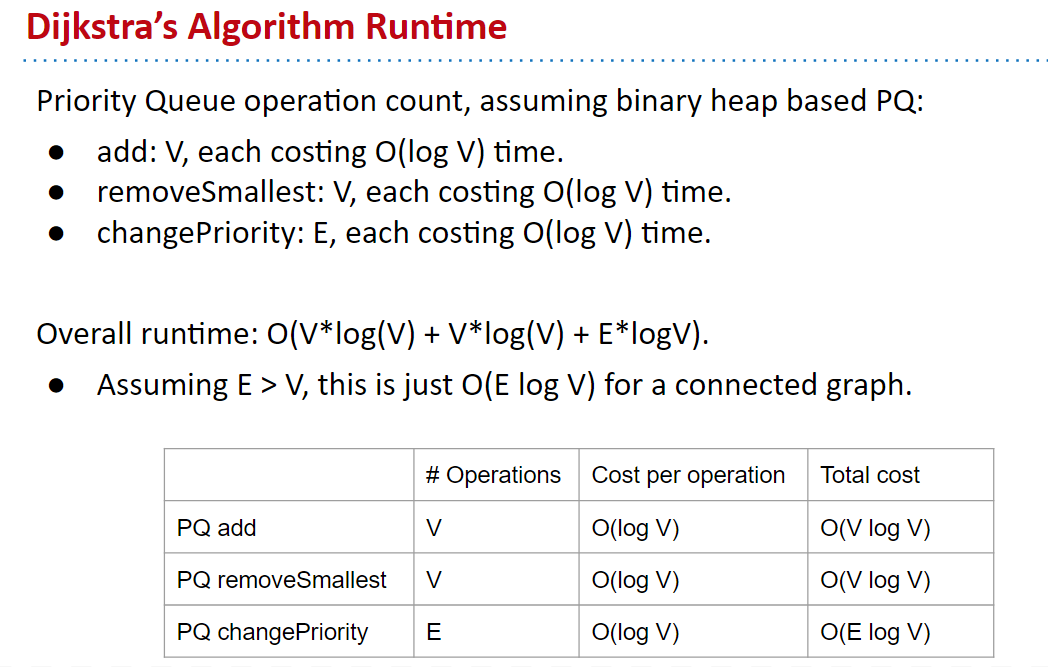 Dijkstra's Algorithm Runtime
Priority Queue operation count, assuming binary heap based PQ:
● add: V, each costing O(log V) time.
● removeSmallest: V, each costing O(log V) time.
● changePriority: E, each costing O(log V) time.
Overall runtime: O(V*log(V) + V*log(V) + E*logV).
● Assuming E > V, this is just O(E log V) for a connected graph.
# Operations Cost per operation Total cost
PQ add V O(log V) O(V log V)
PQ removeSmallest V O(log V) O(V log V)
PQ changePriority E O(log V) O(E log V)